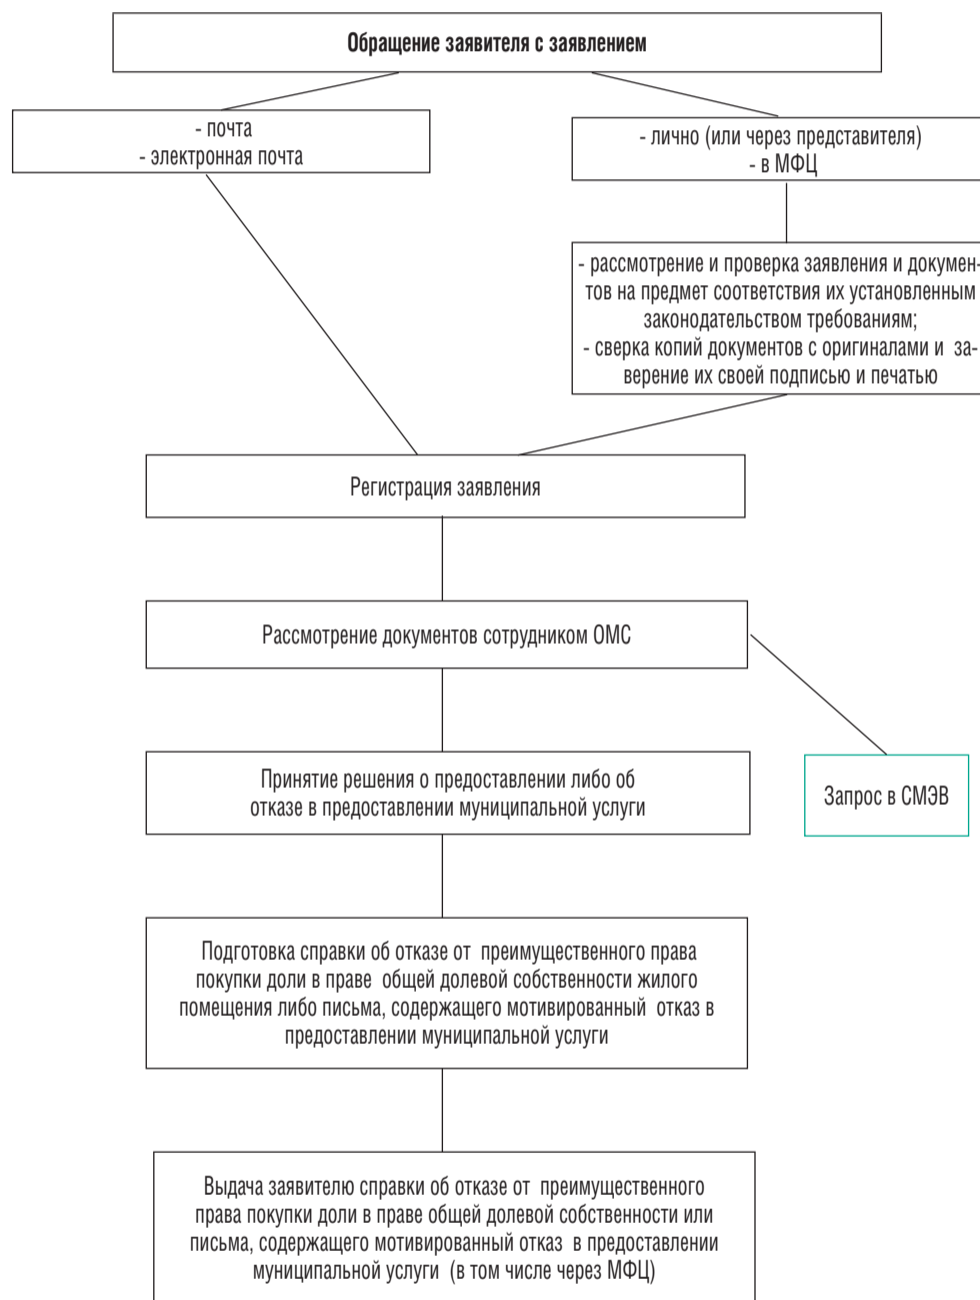 Обращение заявителя с заявлением
- почта
- электронная почта
- лично (или через представителя)
- в МФЦ
- рассмотрение и проверка заявления и докумен-
тов на предмет соответствия их установленным
законодательством требованиям;
- сверка копий документов с оригиналами и за-
верение их своей подписью и печатью
Регистрация заявления
Рассмотрение документов сотрудником ОМС
Принятие решения о предоставлении либо об
отказе в предоставлении муниципальной услуги
Запрос в СМЭВ
Подготовка справки об отказе от преимущественного права
покупки доли в праве общей долевой собственности жилого
помещения либо письма, содержащего мотивированный отказ в
предоставлении муниципальной услуги
Выдача заявителю справки об отказе от преимущественного
права покупки доли в праве общей долевой собственности или
письма, содержащего мотивированный отказ в предоставлении
муниципальной услуги (в том числе через МФЦ)